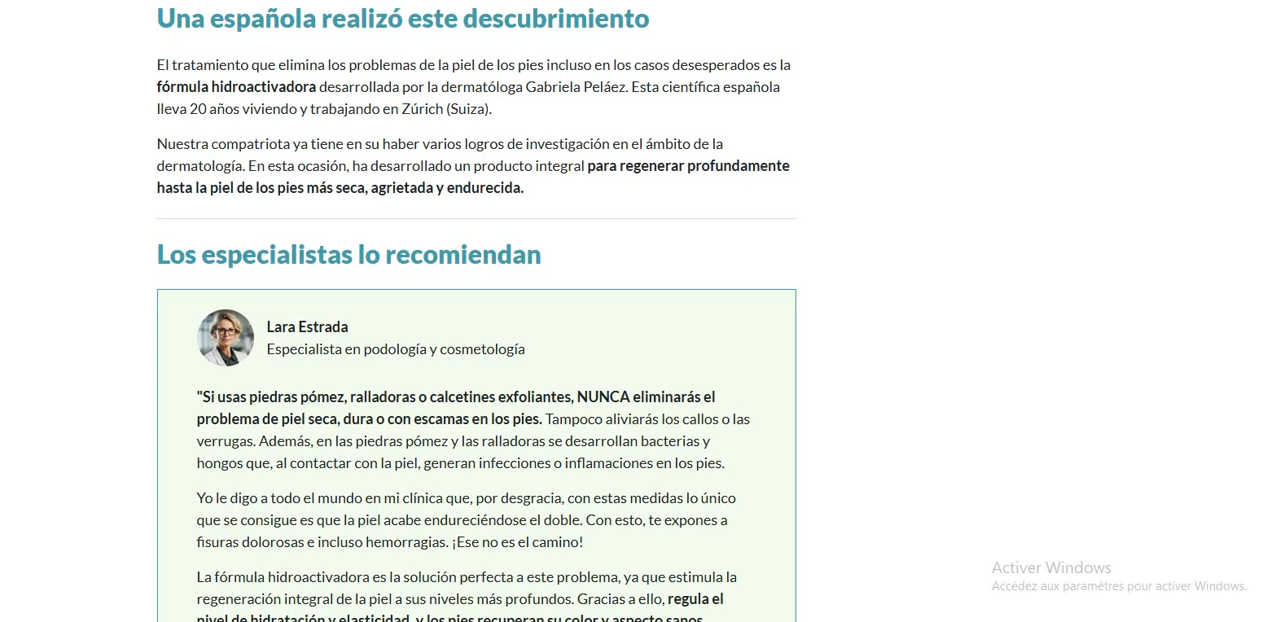 Una española realizó este descubrimiento
El tratamiento que elimina los problemas de la piel de los pies incluso en los casos desesperados es la
fórmula hidroactivadora desarrollada por la dermatóloga Gabriela Peláez. Esta científica española
lleva 20 años viviendo y trabajando en Zúrich (Suiza).
Nuestra compatriota ya tiene en su haber varios logros de investigación en el ámbito de la
dermatología. En esta ocasión, ha desarrollado un producto integral para regenerar profundamente
hasta la piel de los pies más seca, agrietada y endurecida.
Los especialistas lo recomiendan
Lara Estrada
Especialista en podología y cosmetología
"Si usas piedras pómez, ralladoras o calcetines exfoliantes, NUNCA eliminarás el
problema de piel seca, dura o con escamas en los pies. Tampoco aliviarás los callos o las
verrugas. Además, en las piedras pómez y las ralladoras se desarrollan bacterias y
hongos que, al contactar con la piel, generan infecciones o inflamaciones en los pies.
Yo le digo a todo el mundo en mi clínica que, por desgracia, con estas medidas lo único
que se consigue es que la piel acabe endureciéndose el doble. Con esto, te expones a
fisuras dolorosas e incluso hemorragias. ¡Ese no es el camino!
La fórmula hidroactivadora es la solución perfecta a este problema, ya que estimula la
regeneración integral de la piel a sus niveles más profundos. Gracias a ello, regula el
nivel de hidratación y elasticidad, y los pies recuperan su color y aspecto sanos.
Activer Windows
Accédez aux paramètres pour activer Windows.